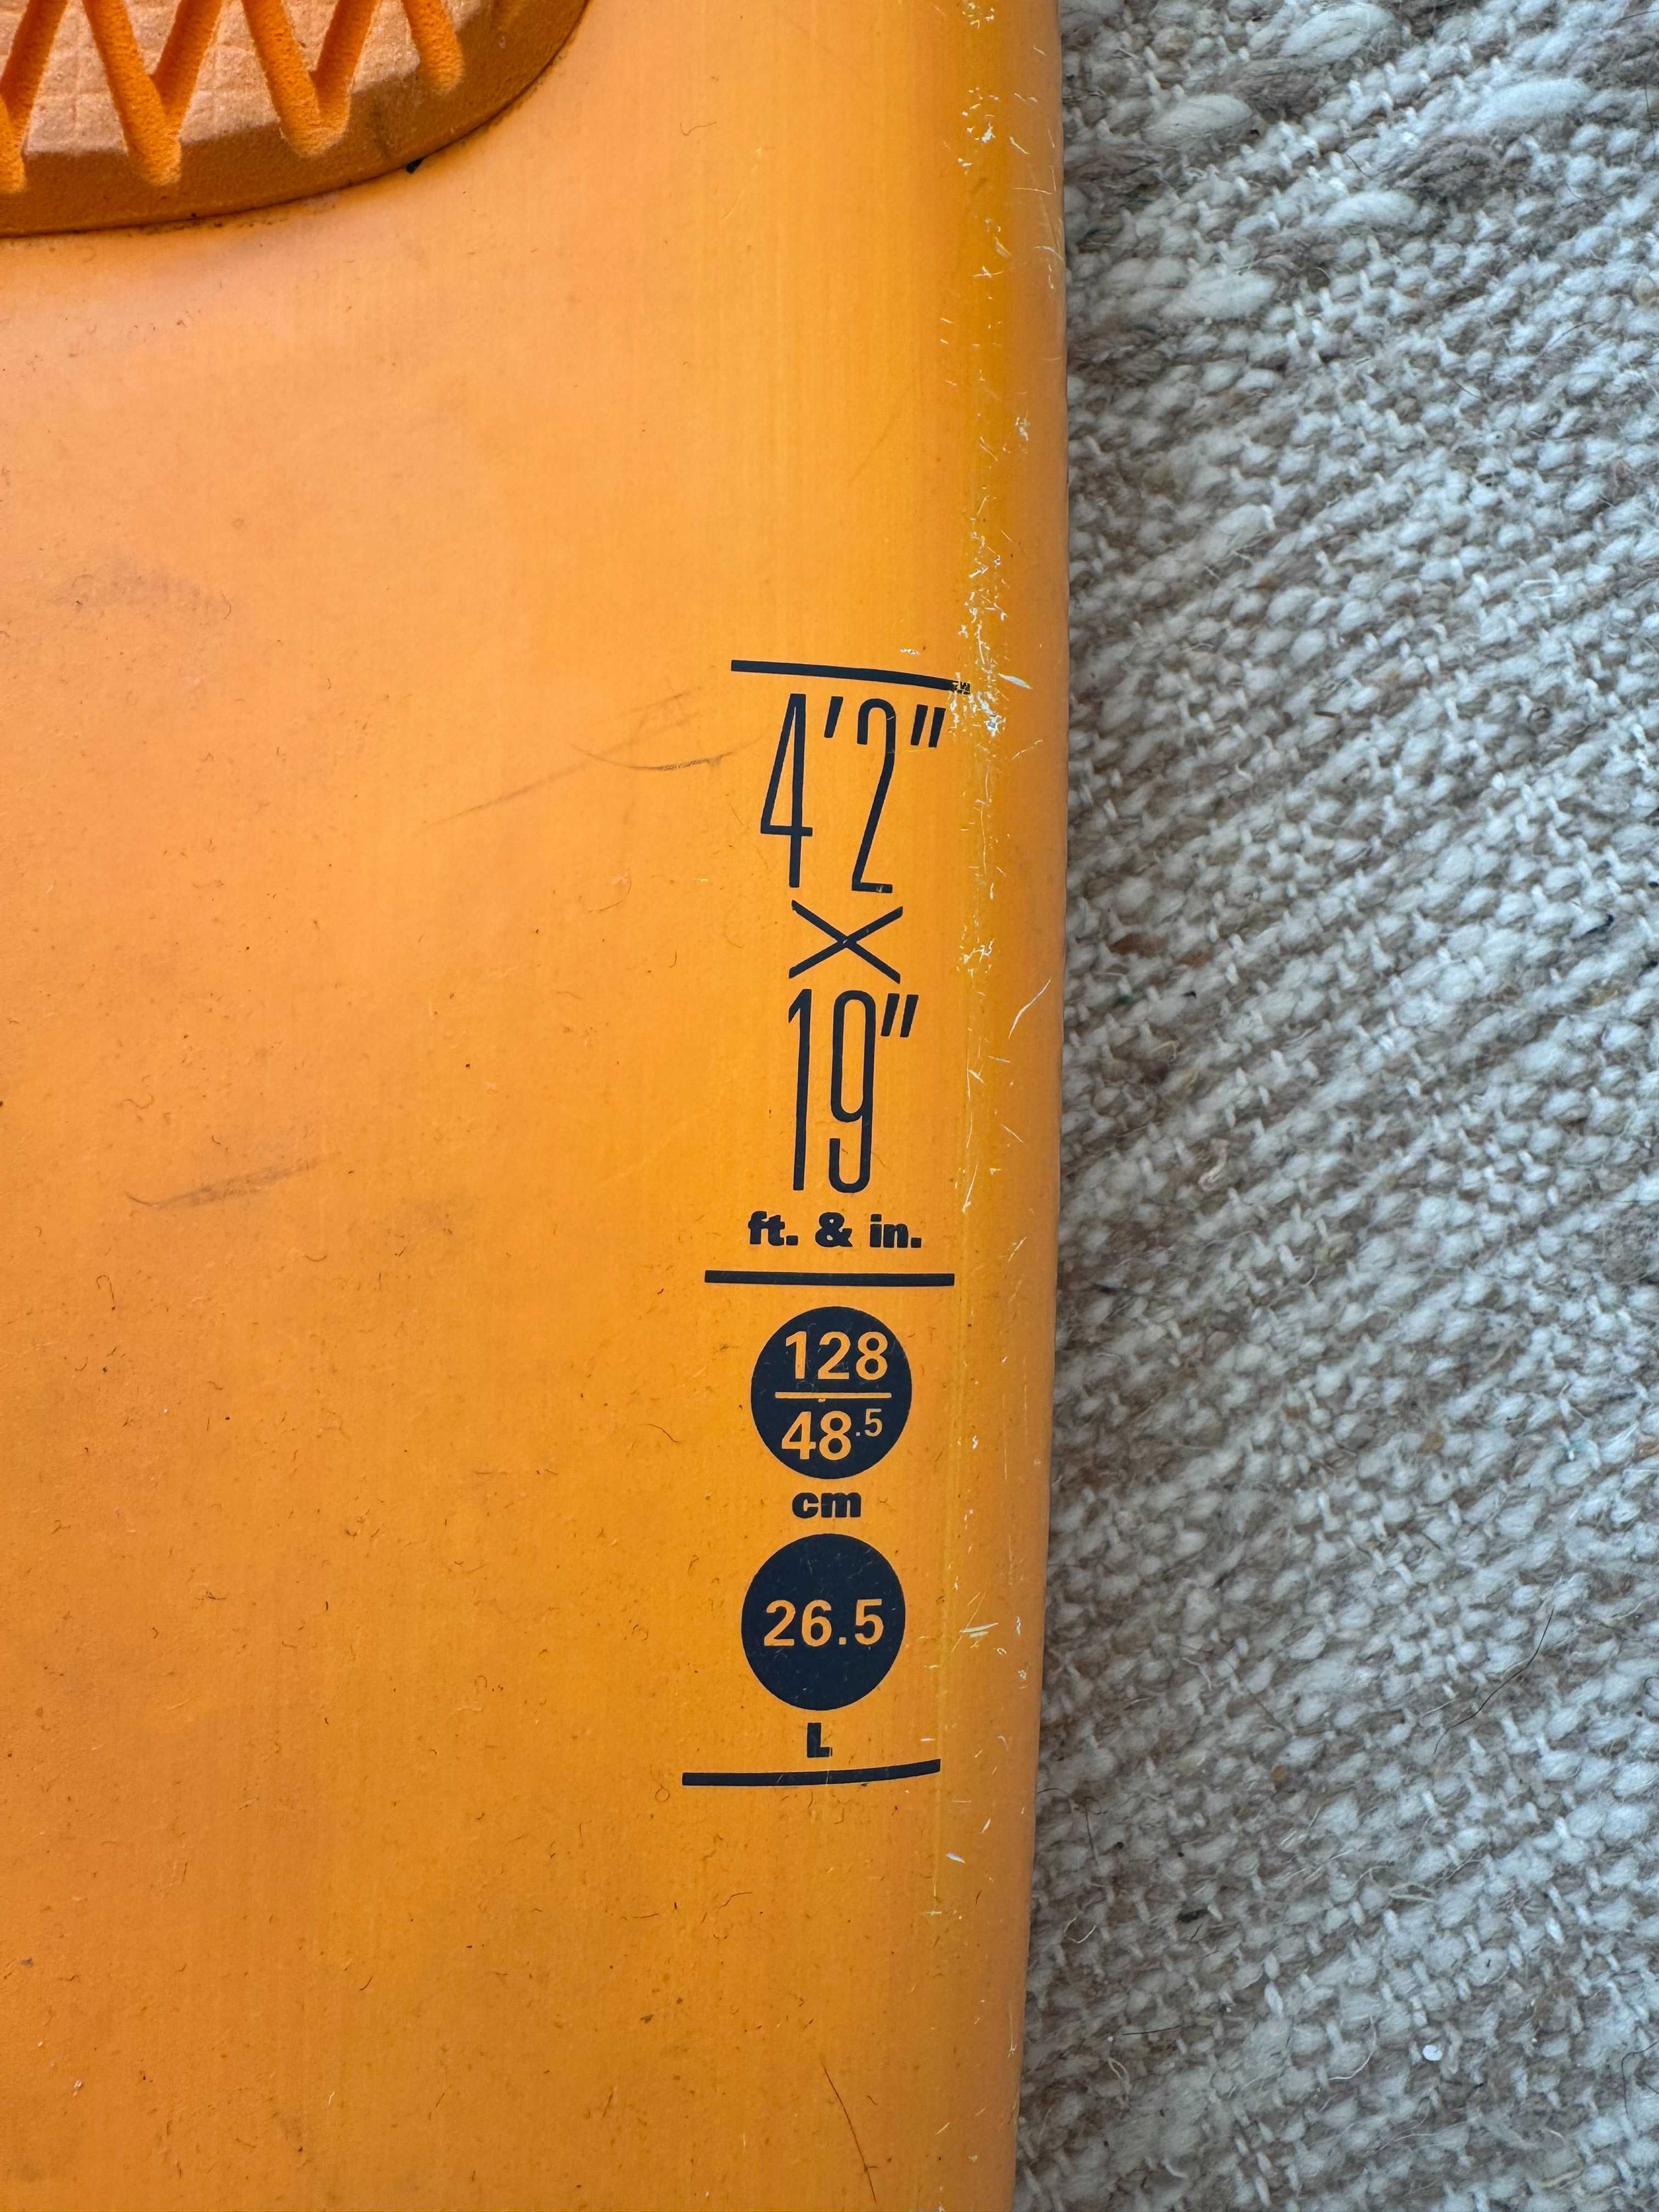 4'2"
×
19"
ft. & in.
128
48.5
cm
26.5
L